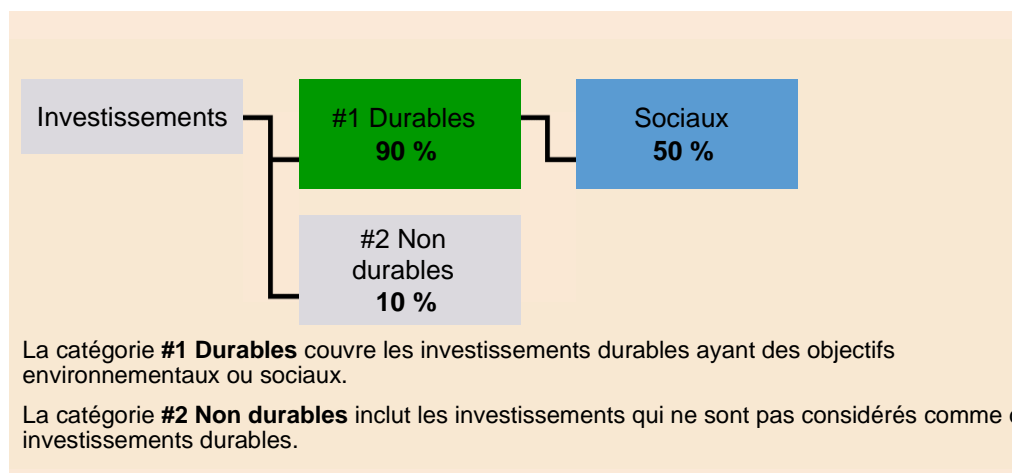 Investissements
#1 Durables
90 %
Sociaux
50 %
#2 Non
durables
10 %
La catégorie #1 Durables couvre les investissements durables ayant des objectifs
environnementaux ou sociaux.
La catégorie #2 Non durables inclut les investissements qui ne sont pas considérés comme
investissements durables.